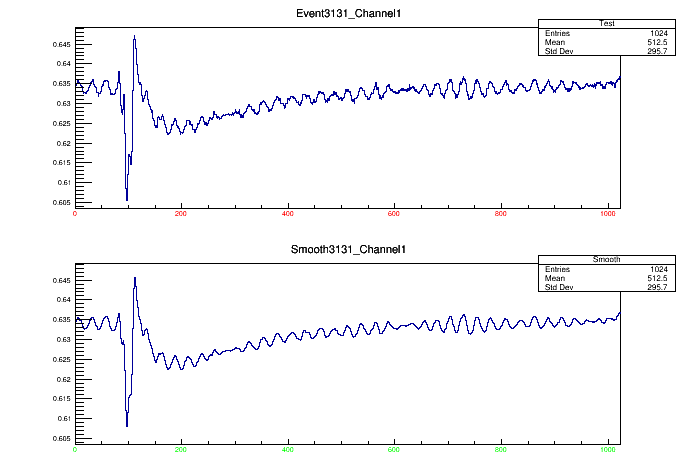 Event3131_Channel1
Test
Entries 1024
Mean 512.5
Std Dev 295.7
0.645
0.64
0.635
0.63
0.625
0.62
0.615
0.61
0.605
0 200 400 600 800 1000
Smooth3131_Channel1
Smooth
Entries 1024
Mean 512.5
Std Dev 295.7
0.645
0.64
0.635
0.63
0.625
0.62
0.615
0.61
0.605
0 200 400 600 800 1000